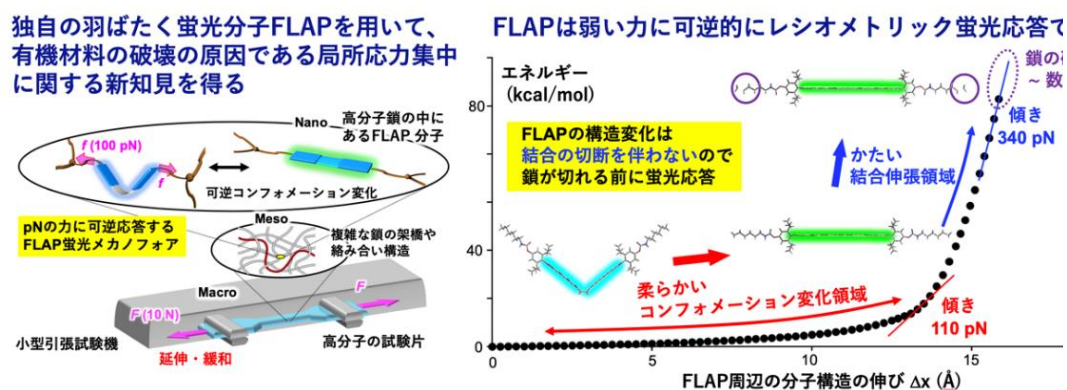 独自の羽ばたく蛍光分子FLAPを用いて、
有機材料の破壊の原因である局所応力集中
に関する新知見を得る
Nano
高分子鎖の中に
あるFLAP 分子
f (100 pN)
f
可逆コンフォメーション変化
pNの力に可逆応答する
FLAP蛍光メカノフォア
Meso
複雑な鎖の架橋や
絡み合い構造
Macro
F
F (10 N)
小型引張試験機
延伸・緩和
高分子の試験片
FLAPは弱い力に可逆的にレシオメトリック蛍光応答で
エネルギー
(kcal/mol)
80
40
20
0
鎖の
~ 数
傾き
340 pN
FLAPの構造変化は
結合の切断を伴わないので
鎖が切れる前に蛍光応答
かたい
結合伸張領域
柔らかい
コンフォメーション変化領域
傾き
110 pN
0
5
10
15
FLAP周辺の分子構造の伸び Δx (Å)